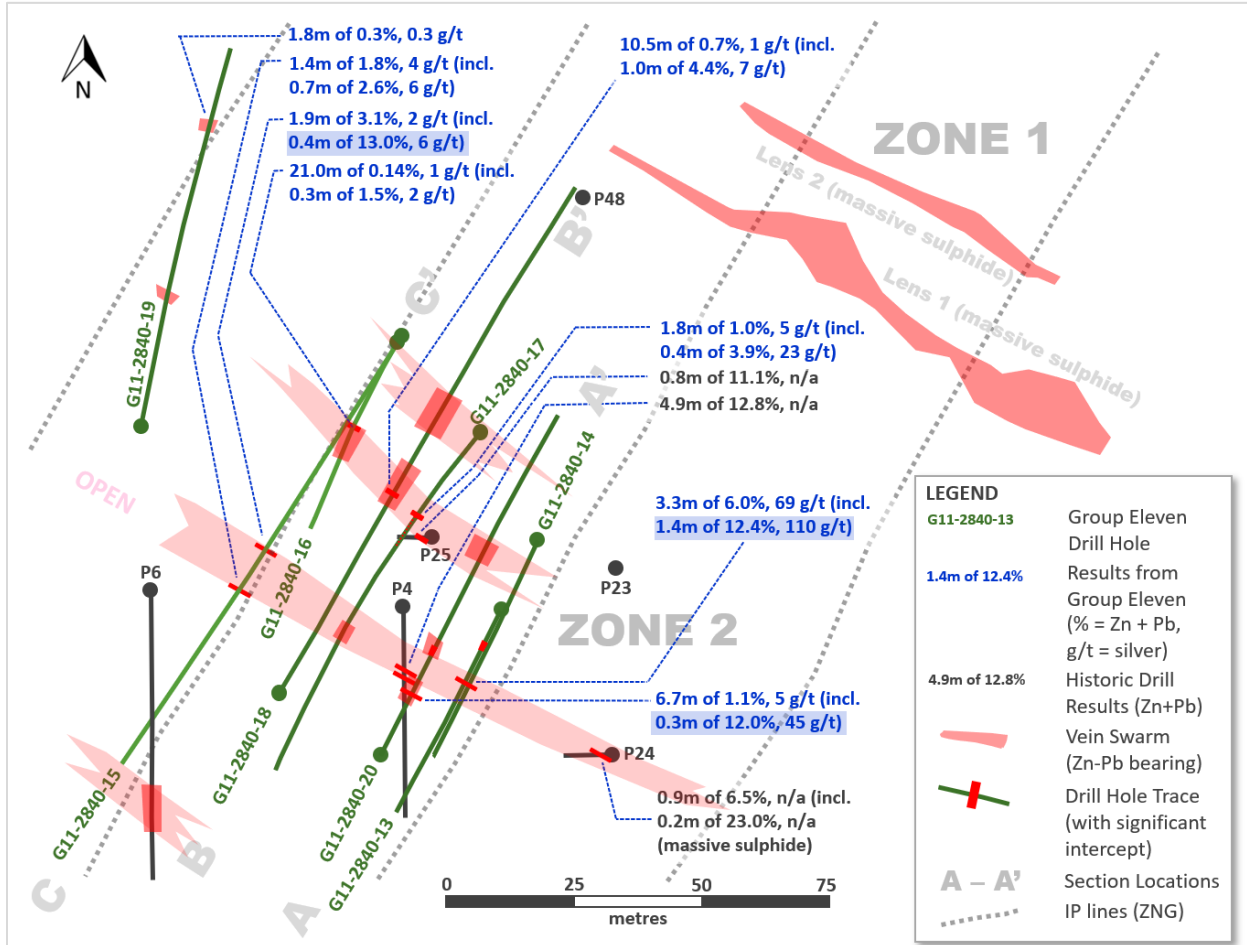 1.8m of 0.3%, 0.3 g/t
1.4m of 1.8%, 4 g/t (incl.
0.7m of 2.6%, 6 g/t)
1.9m of 3.1%, 2 g/t (incl.
0.4m of 13.0%, 6 g/t)
21.0m of 0.14%, 1 g/t (incl.
0.3m of 1.5%, 2 g/t)
10.5m of 0.7%, 1 g/t (incl.
1.0m of 4.4%, 7 g/t)
N
ZONE 1
Lens 2 (massive sulphide)
Lens 1 (massive sulphide)
P48
B'
C'
A'
G11-2840-19
G11-2840-17
G11-2840-14
1.8m of 1.0%, 5 g/t (incl.
0.4m of 3.9%, 23 g/t)
0.8m of 11.1%, n/a
4.9m of 12.8%, n/a
OPEN
3.3m of 6.0%, 69 g/t (incl.
1.4m of 12.4%, 110 g/t)
P25
P6
P4
P23
G11-2840-16
ZONE 2
6.7m of 1.1%, 5 g/t (incl.
0.3m of 12.0%, 45 g/t)
P24
G11-2840-18
G11-2840-15
G11-2840-20
G11-2840-13
0.9m of 6.5%, n/a (incl.
0.2m of 23.0%, n/a
(massive sulphide)
C
B
A
0 25 50 75
metres
LEGEND
G11-2840-13 Group Eleven
Drill Hole
1.4m of 12.4% Results from
Group Eleven
(% = Zn + Pb,
g/t = silver)
4.9m of 12.8% Historic Drill
Results (Zn+Pb)
Vein Swarm
(Zn-Pb bearing)
Drill Hole Trace
(with significant
intercept)
A – A' Section Locations
IP lines (ZNG)